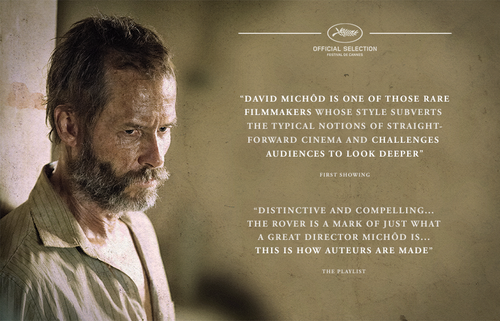 OFFICIAL SELECTION
FESTIVAL DE CANNES
"DAVID MICHÔD IS ONE OF THOSE RARE
FILMMAKERS WHOSE STYLE SUBVERTS
THE TYPICAL NOTIONS OF STRAIGHT-
FORWARD CINEMA AND CHALLENGES
AUDIENCES TO LOOK DEEPER"
FIRST SHOWING
"DISTINCTIVE AND COMPELLING...
THE ROVER IS A MARK OF JUST WHAT
A GREAT DIRECTOR MICHÔD IS...
THIS IS HOW AUTEURS ARE MADE"
THE PLAYLIST